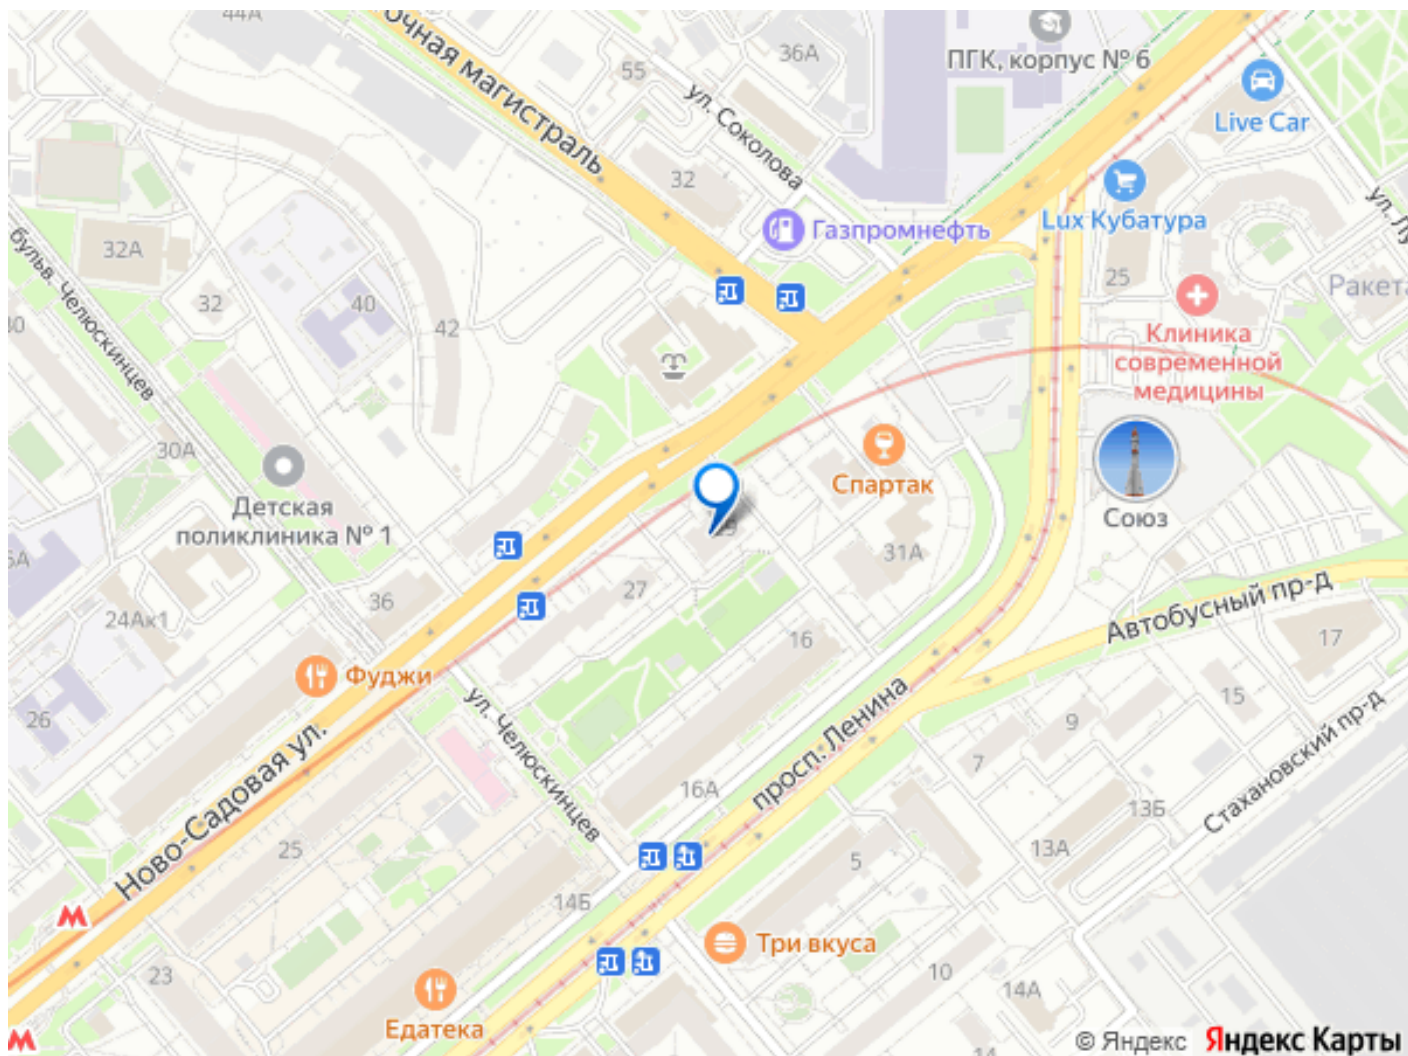 44А
очная магистраль
36А
ПГК, корпус № 6
55
ул. Соколова
Live Car
32
Lux Кубатура
Газпромнефть
32А
бульв. Челюскинцев
32
40
42
25
Ракета
Клиника
современной
медицины
30А
Детская
поликлиника № 1
Спартак
Союз
29
31А
24Ак1
36
27
16
Автобусный пр-д
17
Фуджи
26
ул. Челюскинцев
просп. Ленина
15
9
7
Стахановский пр-д
Ново-Садовая ул.
16А
13Б
13А
25
5
14Б
23
Три вкуса
10
14А
Едатека
14
© Яндекс Яндекс Карты